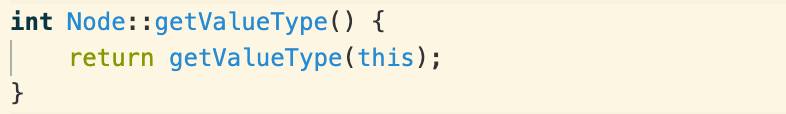 int Node::getValueType() {
    return getValueType(this);
}